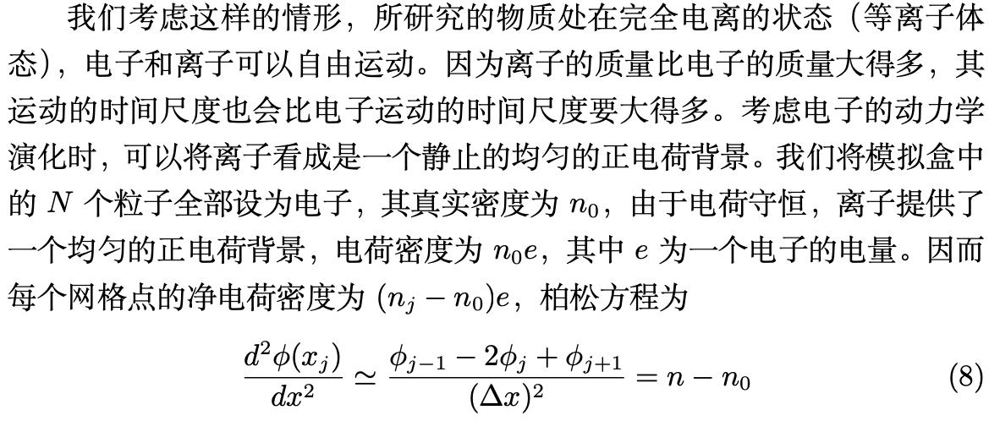 我们考虑这样的情形，所研究的物质处在完全电离的状态（等离子体
态），电子和离子可以自由运动。因为离子的质量比电子的质量大得多，其
运动的时间尺度也会比电子运动的时间尺度要大得多。考虑电子的动力学
演化时，可以将离子看成是一个静止的均匀的正电荷背景。我们将模拟盒中
的 N 个粒子全部设为电子，其真实密度为 n₀，由于电荷守恒，离子提供了
一个均匀的正电荷背景，电荷密度为 n₀e，其中 e 为一个电子的电量。因而
每个网格点的净电荷密度为 (nⱼ − n₀)e，柏松方程为
\frac{d^2\phi(x_j)}{dx^2} \simeq \frac{\phi_{j-1} - 2\phi_j + \phi_{j+1}}{(\Delta x)^2} = n - n_0 (8)